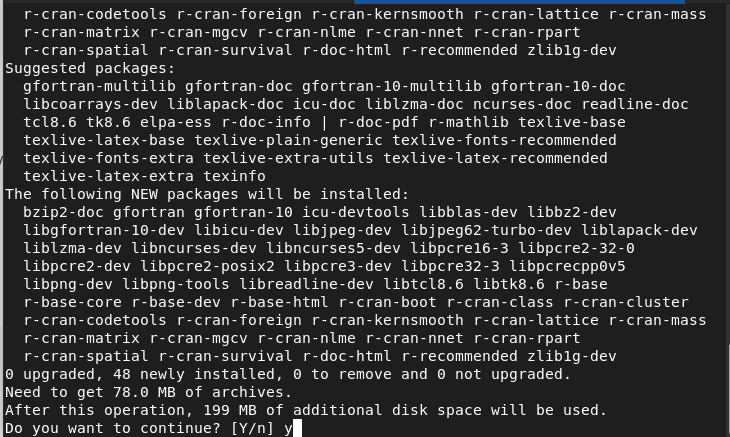 r-cran-codetools r-cran-foreign r-cran-kernsmooth r-cran-lattice r-cran-mass
r-cran-matrix r-cran-mgcv r-cran-nlme r-cran-nnet r-cran-rpart
r-cran-spatial r-cran-survival r-doc-html r-recommended zlib1g-dev
Suggested packages:
gfortran-multilib gfortran-doc gfortran-10-multilib gfortran-10-doc
libcoarrays-dev liblapack-doc icu-doc liblzma-doc ncurses-doc readline-doc
tcl8.6 tk8.6 elpa-ess r-doc-info | r-doc-pdf r-mathlib texlive-base
texlive-latex-base texlive-plain-generic texlive-fonts-recommended
texlive-fonts-extra texlive-extra-utils texlive-latex-recommended
texlive-latex-extra texinfo
The following NEW packages will be installed:
bzip2-doc gfortran gfortran-10 icu-devtools libblas-dev libbz2-dev
libgfortran-10-dev libicu-dev libjpeg-dev libjpeg62-turbo-dev liblapack-dev
liblzma-dev libncurses-dev libncurses5-dev libpcre16-3 libpcre2-32-0
libpcre2-dev libpcre2-posix2 libpcre3-dev libpcre32-3 libpcrecpp0v5
libpng-dev libpng-tools libreadline-dev libtcl8.6 libtk8.6 r-base
r-base-core r-base-dev r-base-html r-cran-boot r-cran-class r-cran-cluster
r-cran-codetools r-cran-foreign r-cran-kernsmooth r-cran-lattice r-cran-mass
r-cran-matrix r-cran-mgcv r-cran-nlme r-cran-nnet r-cran-rpart
r-cran-spatial r-cran-survival r-doc-html r-recommended zlib1g-dev
0 upgraded, 48 newly installed, 0 to remove and 0 not upgraded.
Need to get 78.0 MB of archives.
After this operation, 199 MB of additional disk space will be used.
Do you want to continue? [Y/n] y